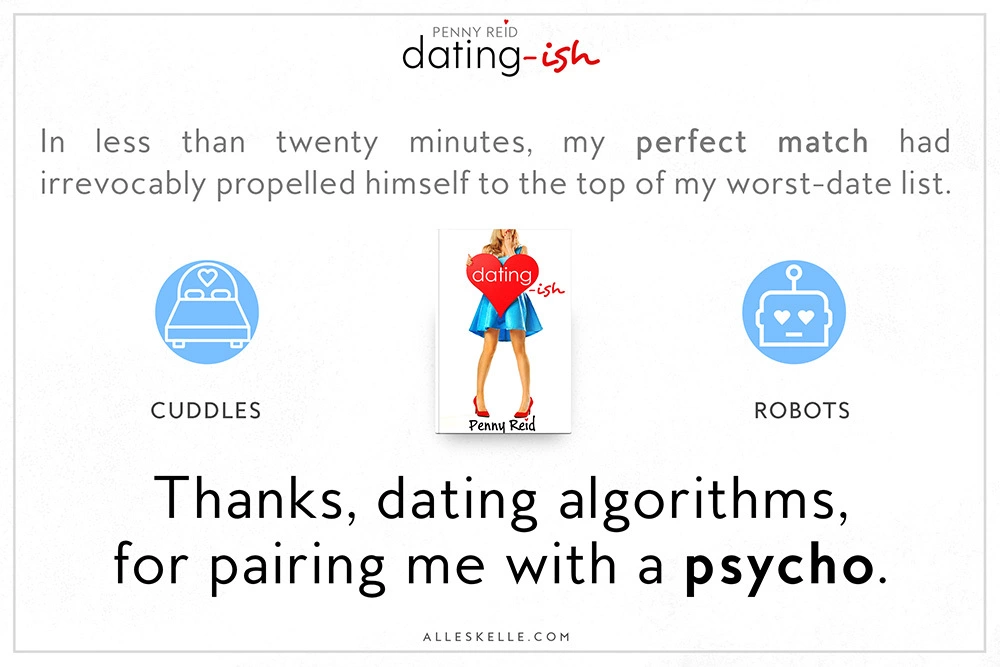 PENNY REID
dating-ish
In less than twenty minutes, my perfect match had
irrevocably propelled himself to the top of my worst-date list.
dating
-ish
Penny Reid
CUDDLES
ROBOTS
Thanks, dating algorithms,
for pairing me with a psycho.
ALLESKELLE.COM